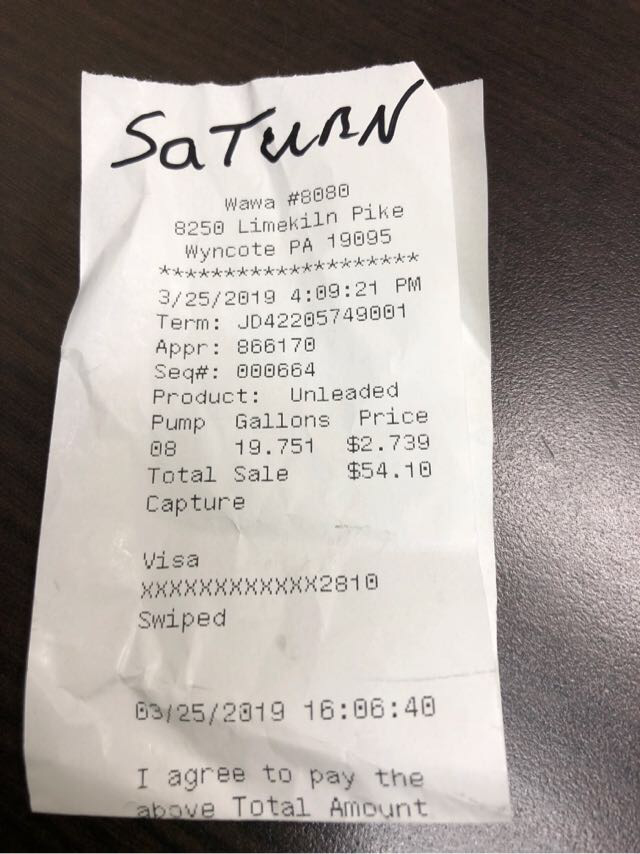 SaTURN
Wawa #8080
8250 Limekiln Pike
Wyncote PA 19095
********************
3/25/2019 4:09:21 PM
Term: JD42205749001
Appr: 866170
Seq#: 000664
Product: Unleaded
Pump Gallons Price
08 19.751 $2.739
Total Sale $54.10
Capture
Visa
XXXXXXXXXXXX2810
Swiped
03/25/2019 16:06:40
I agree to pay the
above Total Amount